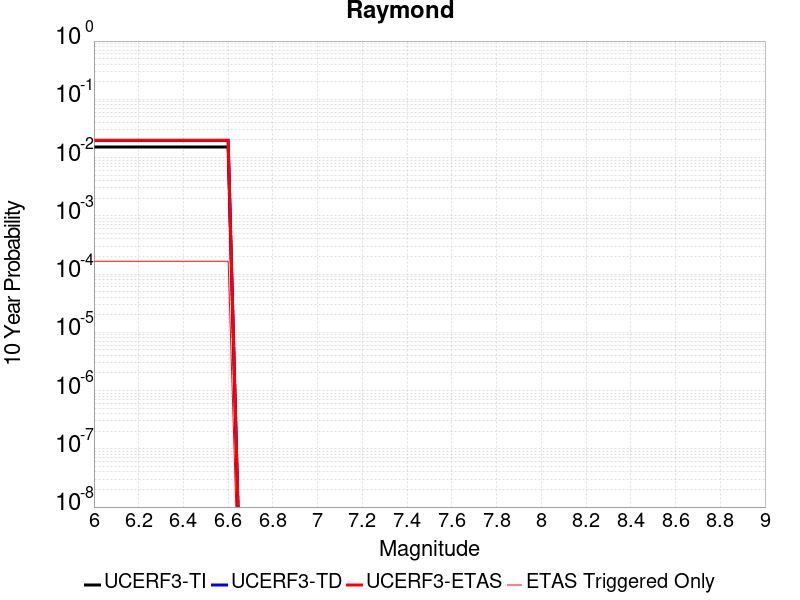 Raymond
10 Year Probability
10^0
10^-1
10^-2
10^-3
10^-4
10^-5
10^-6
10^-7
10^-8
6 6.2 6.4 6.6 6.8 7 7.2 7.4 7.6 7.8 8 8.2 8.4 8.6 8.8 9
Magnitude
UCERF3-TI UCERF3-TD UCERF3-ETAS ETAS Triggered Only